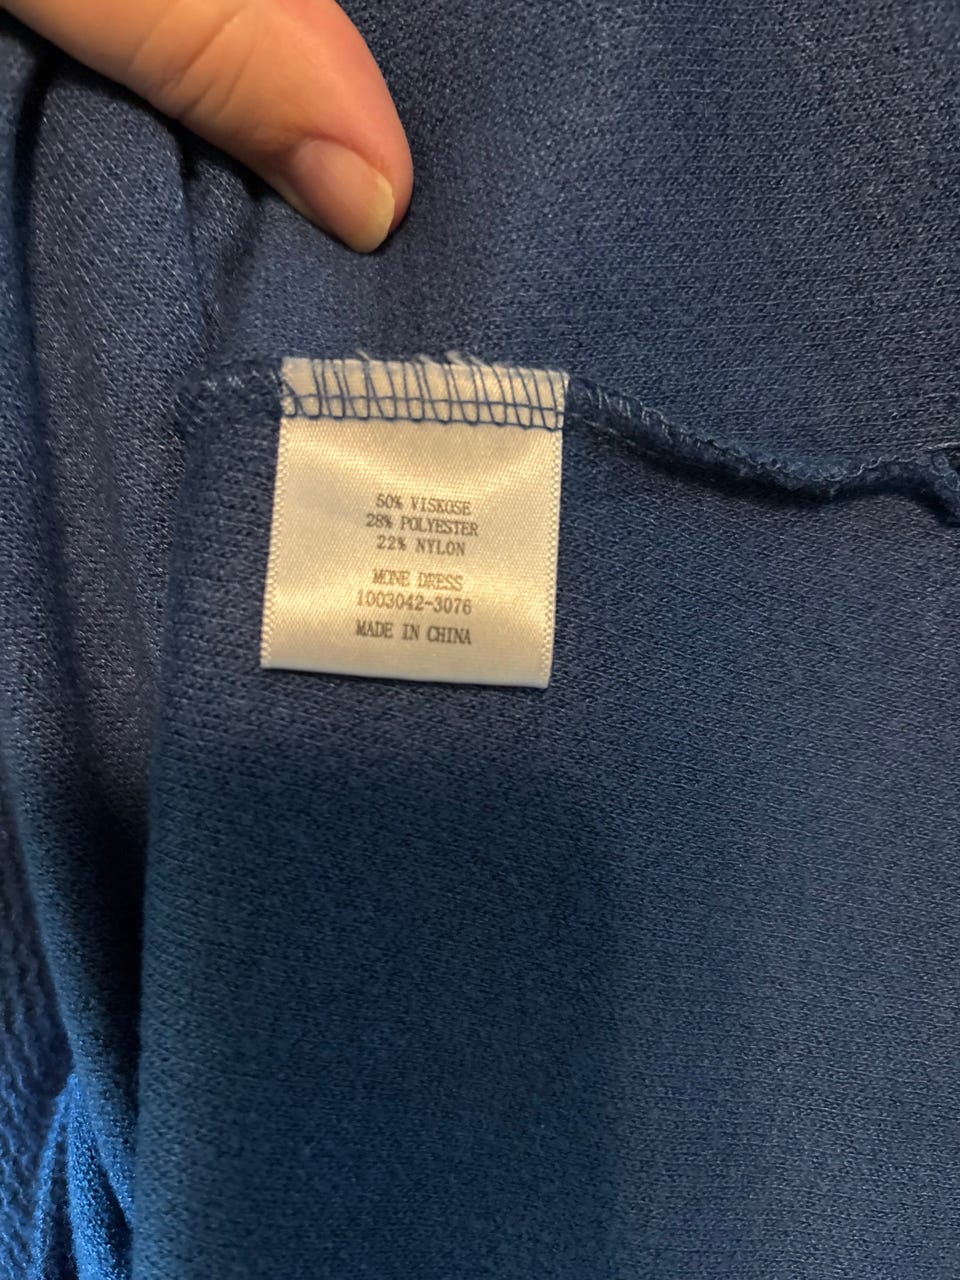 50% VISKOSE
28% POLYESTER
22% NYLON
MONE DRESS
1003042-3076
MADE IN CHINA